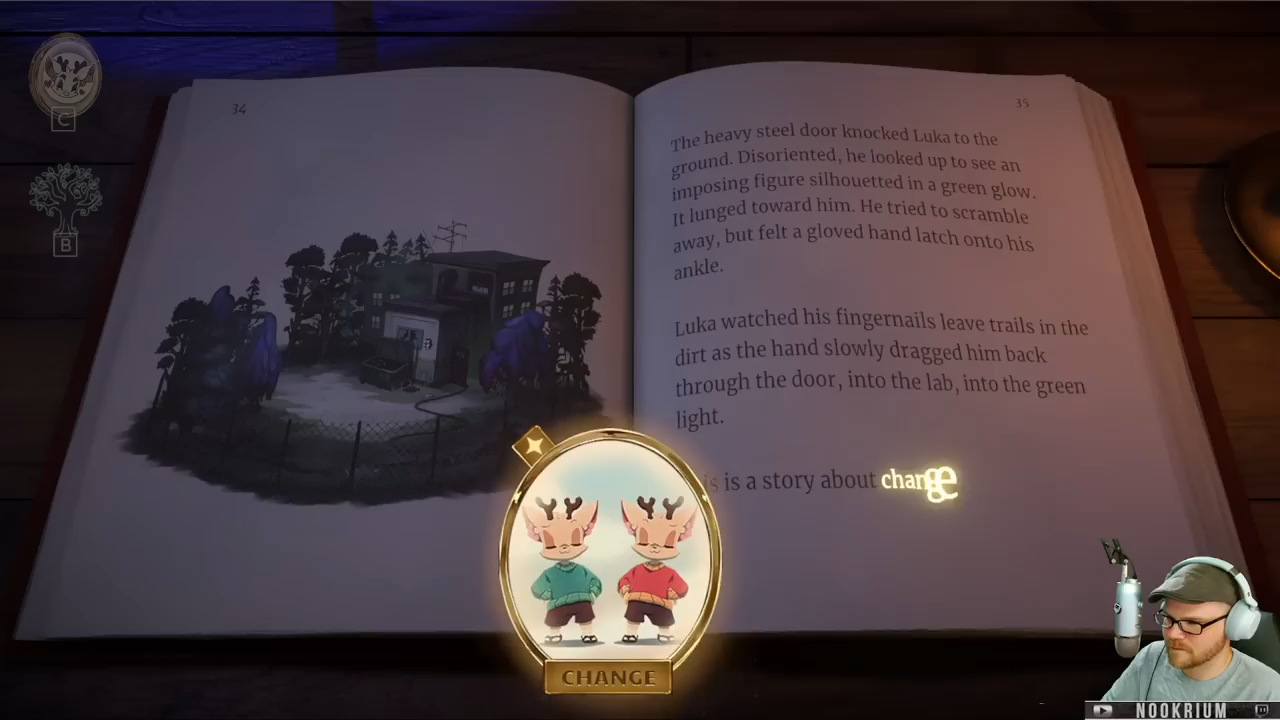 34
35
The heavy steel door knocked Luka to the
ground. Disoriented, he looked up to see an
imposing figure silhouetted in a green glow.
It lunged toward him. He tried to scramble
away, but felt a gloved hand latch onto his
ankle.
Luka watched his fingernails leave trails in the
dirt as the hand slowly dragged him back
through the door, into the lab, into the green
light.
is is a story about change
C
B
CHANGE
NOOKRIUM